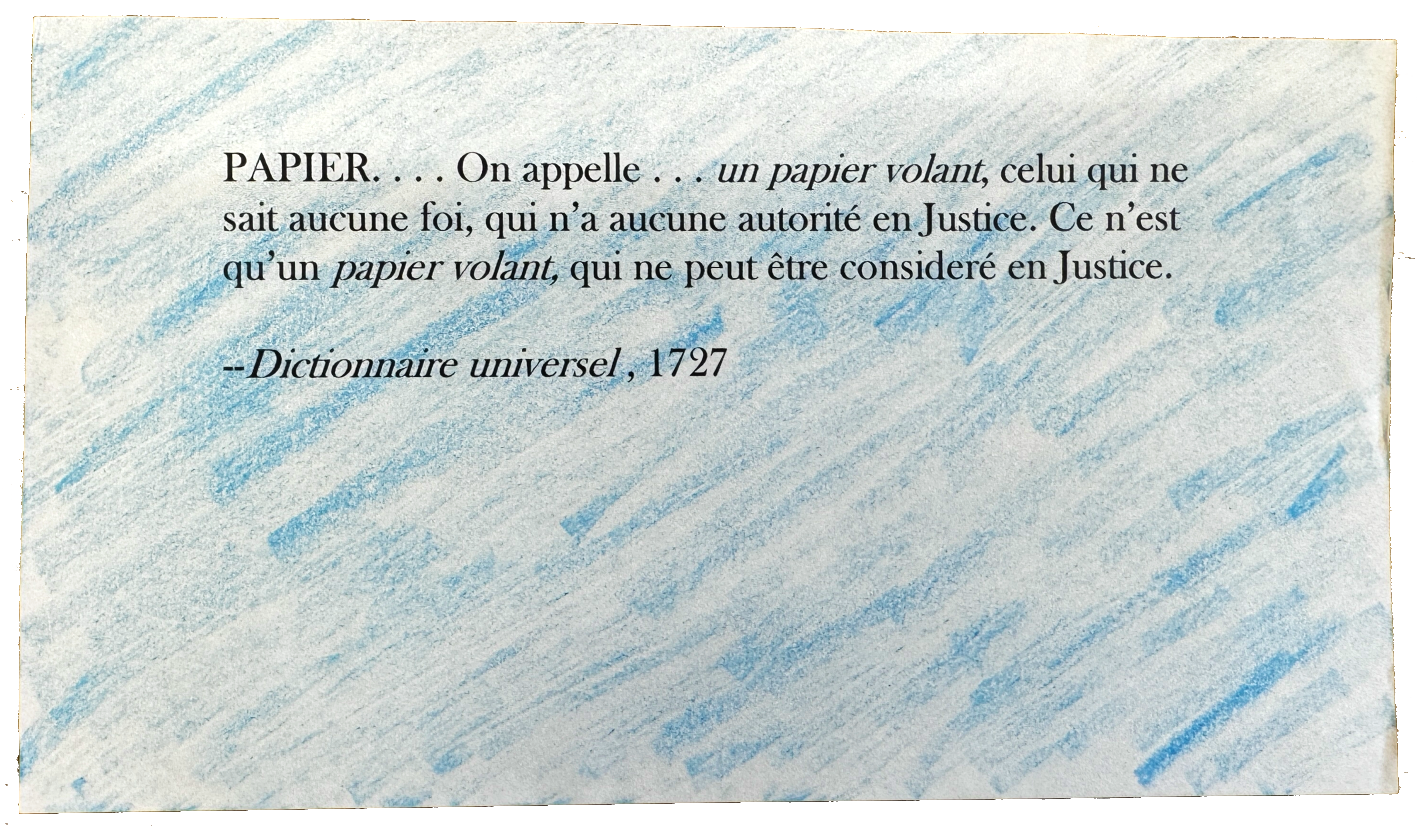 PAPIER. . . . On appelle . . . un papier volant, celui qui ne
sait aucune foi, qui n'a aucune autorité en Justice. Ce n'est
qu'un papier volant, qui ne peut être consideré en Justice.
--Dictionnaire universel , 1727